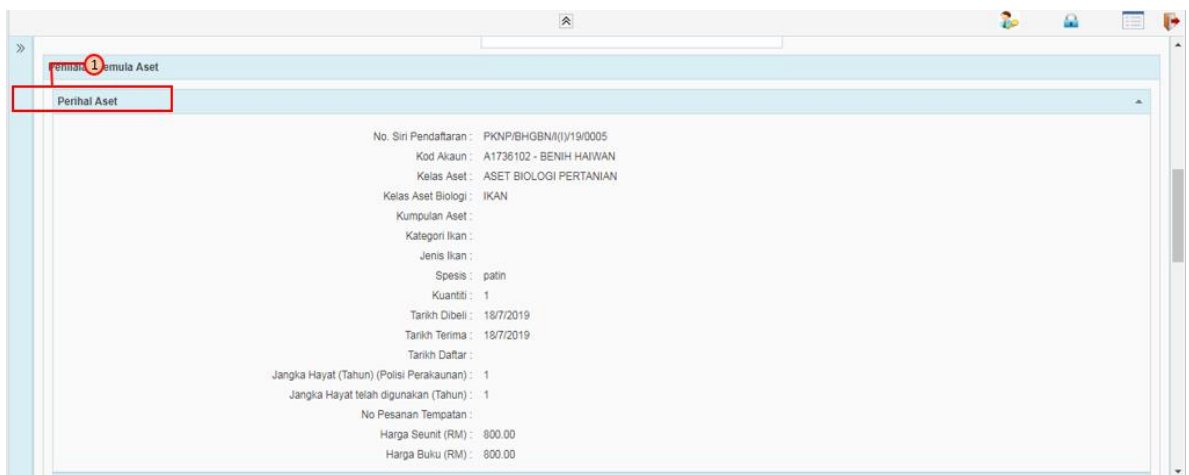 1
emula Aset
Perihal Aset
No. Siri Pendaftaran : PKNP/BHGBN/I(I)/19/0005
Kod Akaun : A1736102 - BENIH HAIWAN
Kelas Aset : ASET BIOLOGI PERTANIAN
Kelas Aset Biologi : IKAN
Kumpulan Aset :
Kategori Ikan :
Jenis Ikan :
Spesis : patin
Kuantiti : 1
Tarikh Dibeli : 18/7/2019
Tarikh Terima : 18/7/2019
Tarikh Daftar :
Jangka Hayat (Tahun) (Polisi Perakaunan) : 1
Jangka Hayat telah digunakan (Tahun) : 1
No Pesanan Tempatan :
Harga Seunit (RM) : 800.00
Harga Buku (RM) : 800.00